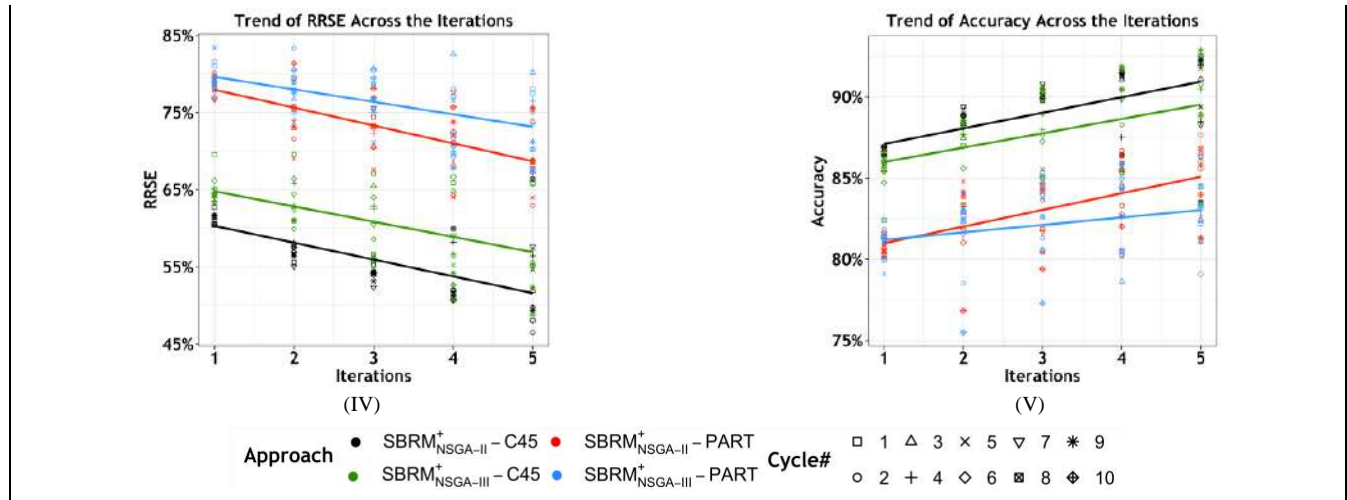 Trend of RRSE Across the Iterations
85%
75%
65%
55%
45%
RRSE
1 2 3 4 5
Iterations
(IV)
Trend of Accuracy Across the Iterations
90%
85%
80%
75%
Accuracy
1 2 3 4 5
Iterations
(V)
Approach
SBRM+NSGA-II - C45
SBRM+NSGA-II - PART
SBRM+NSGA-III - C45
SBRM+NSGA-III - PART
Cycle#
1 3 5 7 9
2 4 6 8 10